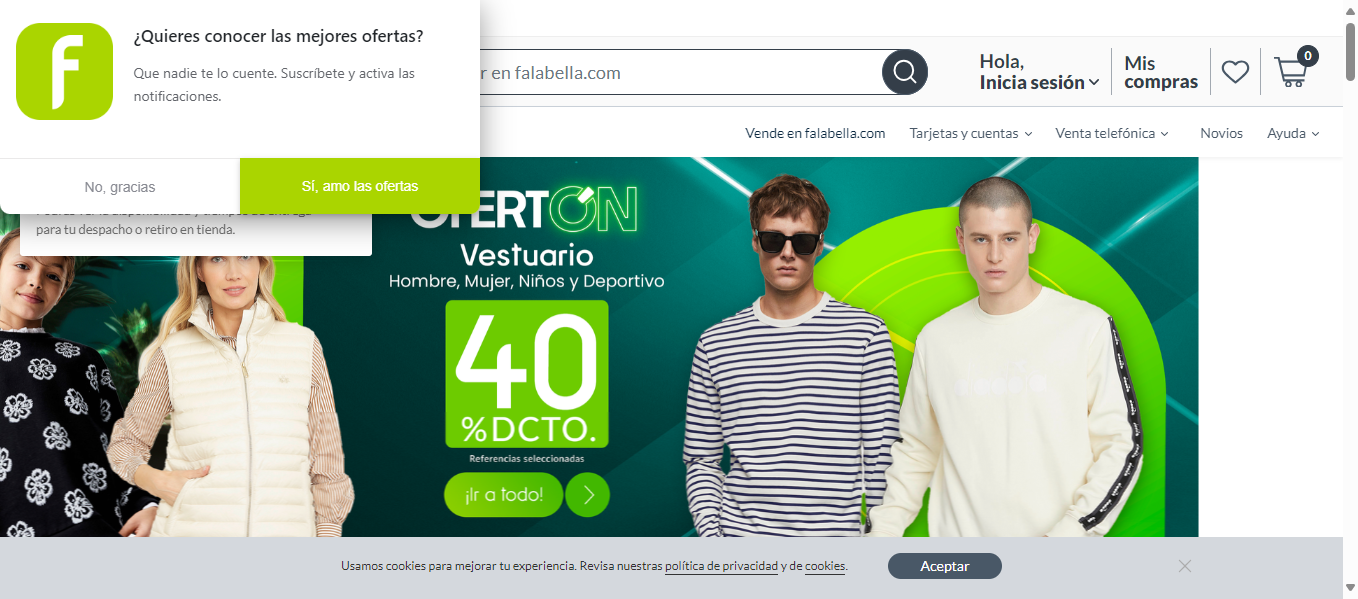 f
¿Quieres conocer las mejores ofertas?
Que nadie te lo cuente. Suscríbete y activa las
notificaciones.
No, gracias
Sí, amo las ofertas
en falabella.com
0
Hola,
Inicia sesión
Mis
compras
Vende en falabella.com
Tarjetas y cuentas
Venta telefónica
Novios
Ayuda
para tu despacho o retiro en tienda.
OFERTÓN
Vestuario
Hombre, Mujer, Niños y Deportivo
40
%DCTO.
Referencias seleccionadas
¡Ir a todo!
Usamos cookies para mejorar tu experiencia. Revisa nuestras política de privacidad y de cookies.
Aceptar